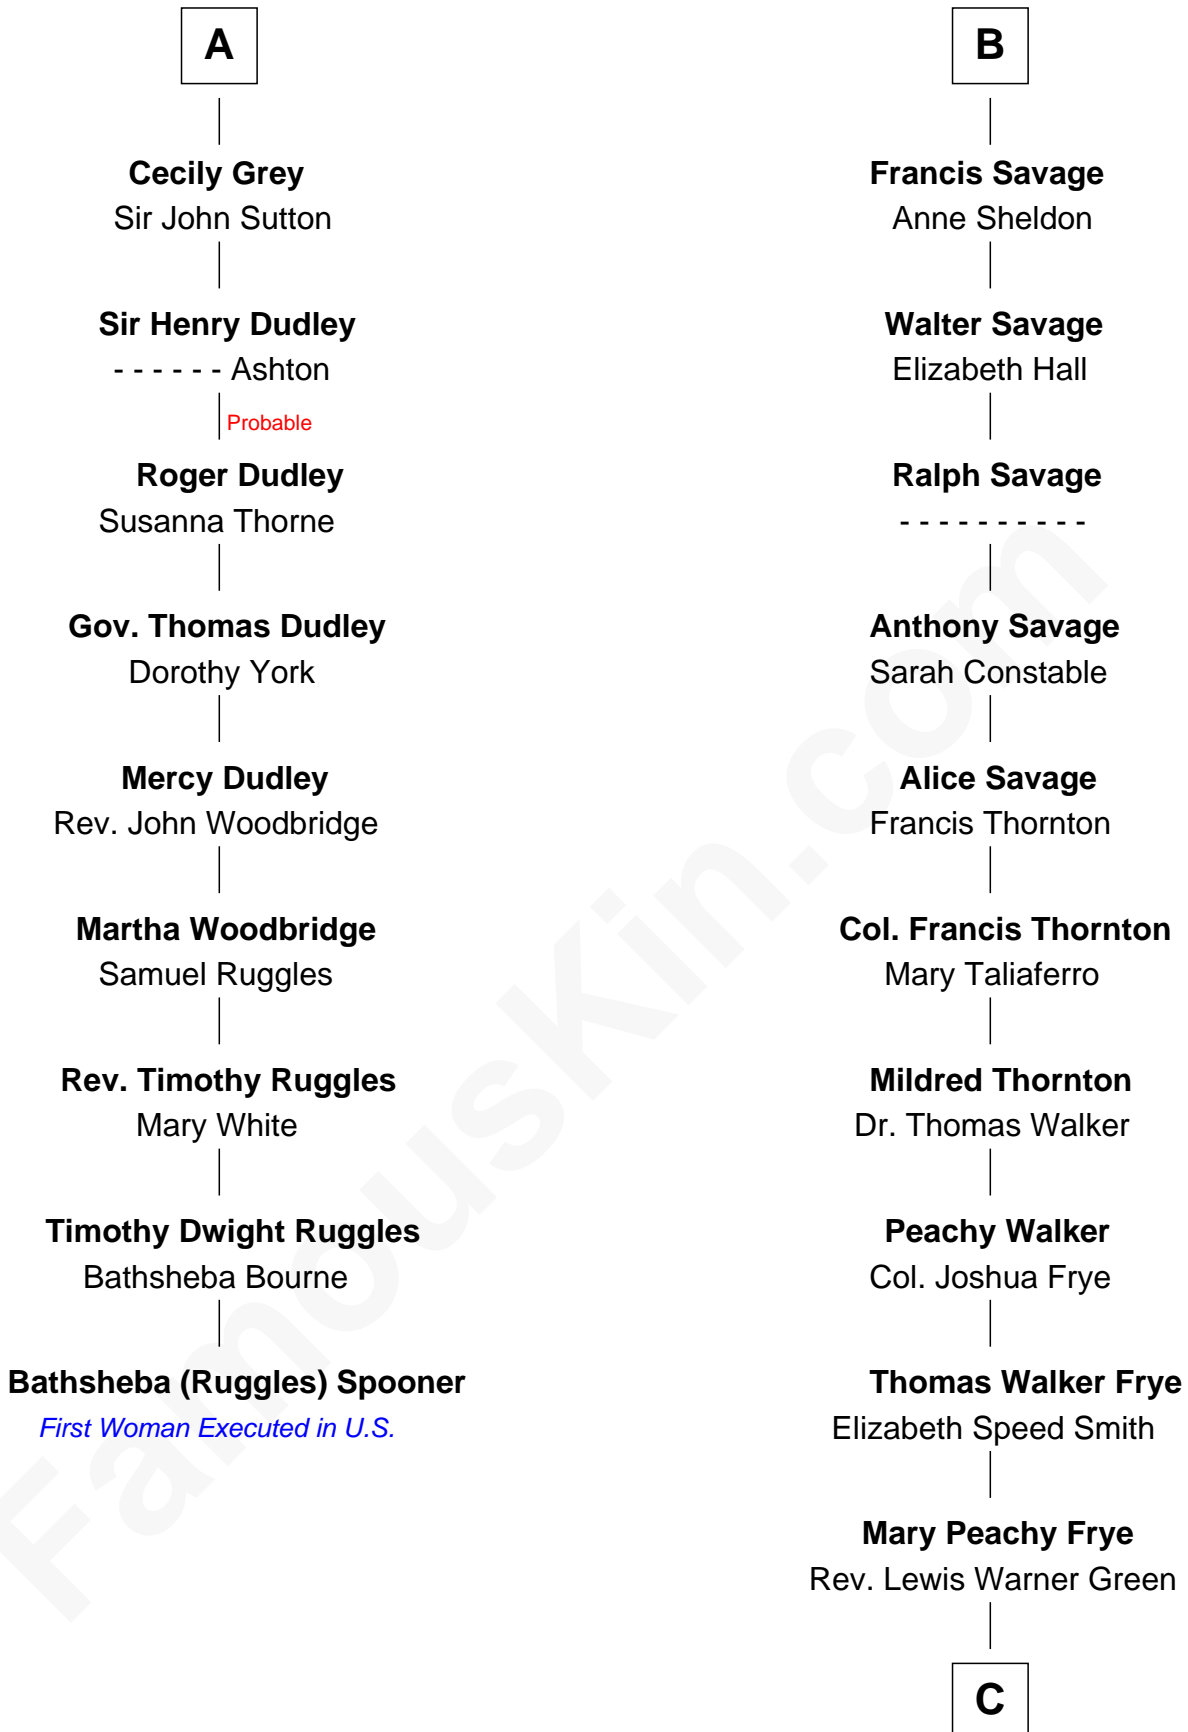 A
Cecily Grey
Sir John Sutton
Sir Henry Dudley
- - - - - - Ashton
Probable
Roger Dudley
Susanna Thorne
Gov. Thomas Dudley
Dorothy York
Mercy Dudley
Rev. John Woodbridge
Martha Woodbridge
Samuel Ruggles
Rev. Timothy Ruggles
Mary White
Timothy Dwight Ruggles
Bathsheba Bourne
Bathsheba (Ruggles) Spooner
First Woman Executed in U.S.
B
Francis Savage
Anne Sheldon
Walter Savage
Elizabeth Hall
Ralph Savage
- - - - - - - - - -
Anthony Savage
Sarah Constable
Alice Savage
Francis Thornton
Col. Francis Thornton
Mary Taliaferro
Mildred Thornton
Dr. Thomas Walker
Peachy Walker
Col. Joshua Frye
Thomas Walker Frye
Elizabeth Speed Smith
Mary Peachy Frye
Rev. Lewis Warner Green
C
FamousKin.com